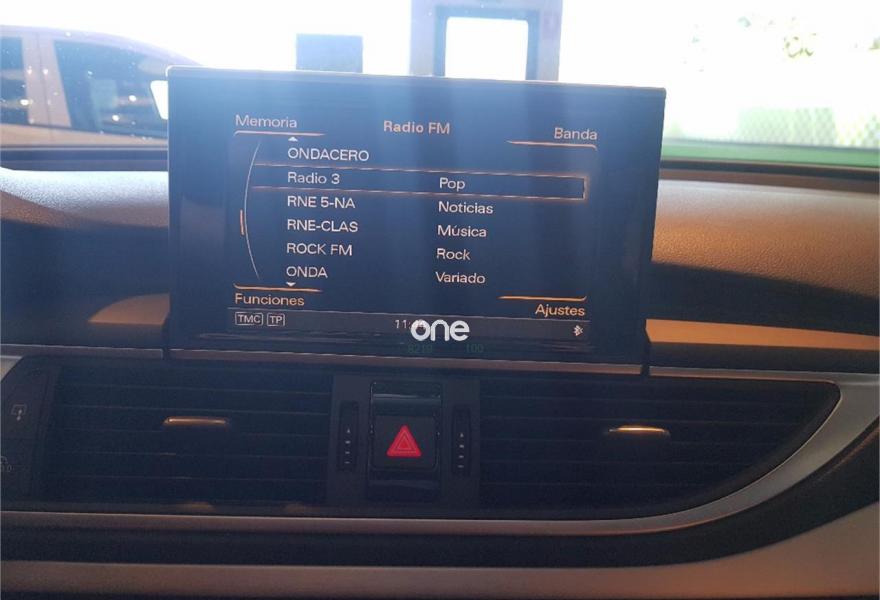 Memoria Radio FM Banda
ONDACERO
Radio 3 Pop
RNE 5-NA Noticias
RNE-CLAS Música
ROCK FM Rock
ONDA Variado
Funciones Ajustes
TMC TP
one